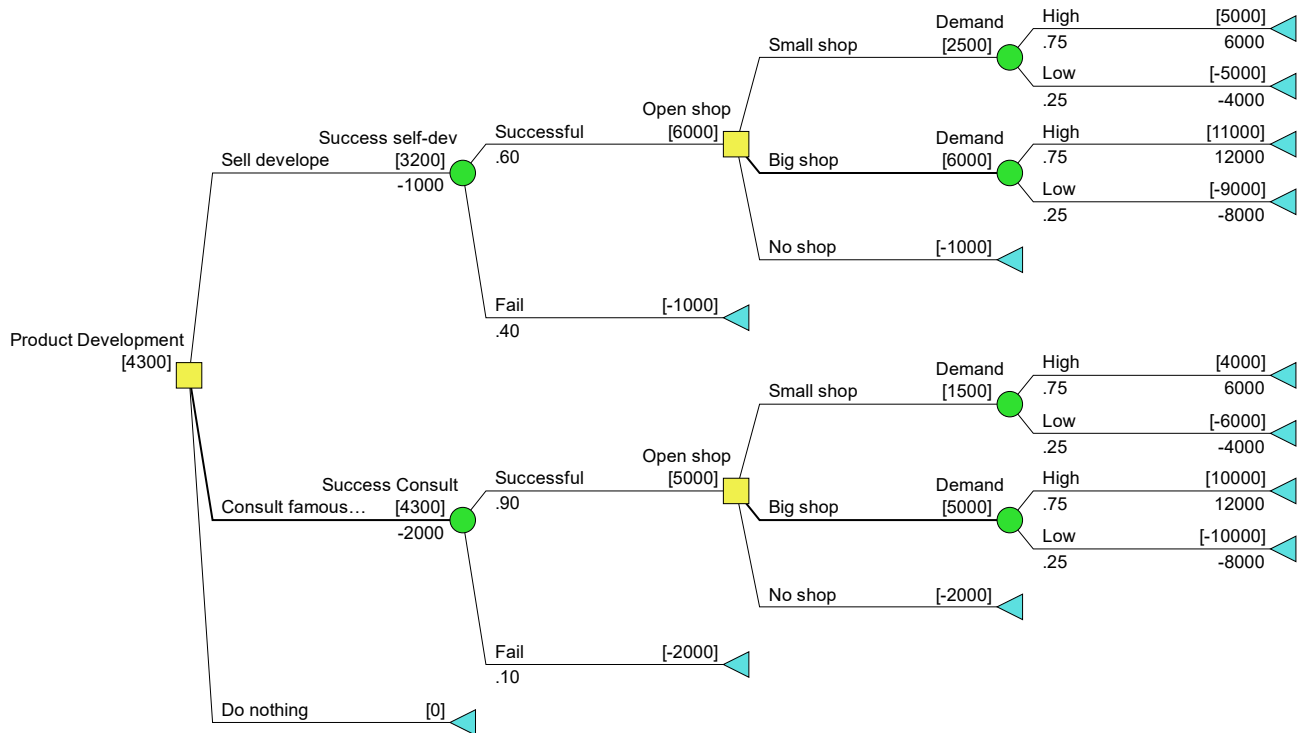 Demand
High [5000]
Small shop [2500] .75 6000
Low [-5000]
.25 -4000
Open shop
Success self-dev Successful [6000] Demand High [11000]
Sell develope [3200] .60 Big shop [6000] .75 12000
-1000 Low [-9000]
.25 -8000
No shop [-1000]
Fail [-1000]
.40
Product Development
[4300]
Demand High [4000]
Small shop [1500] .75 6000
Low [-6000]
.25 -4000
Open shop
Success Consult Successful [5000] Demand High [10000]
Consult famous… [4300] .90 Big shop [5000] .75 12000
-2000 Low [-10000]
.25 -8000
No shop [-2000]
Fail [-2000]
.10
Do nothing [0]